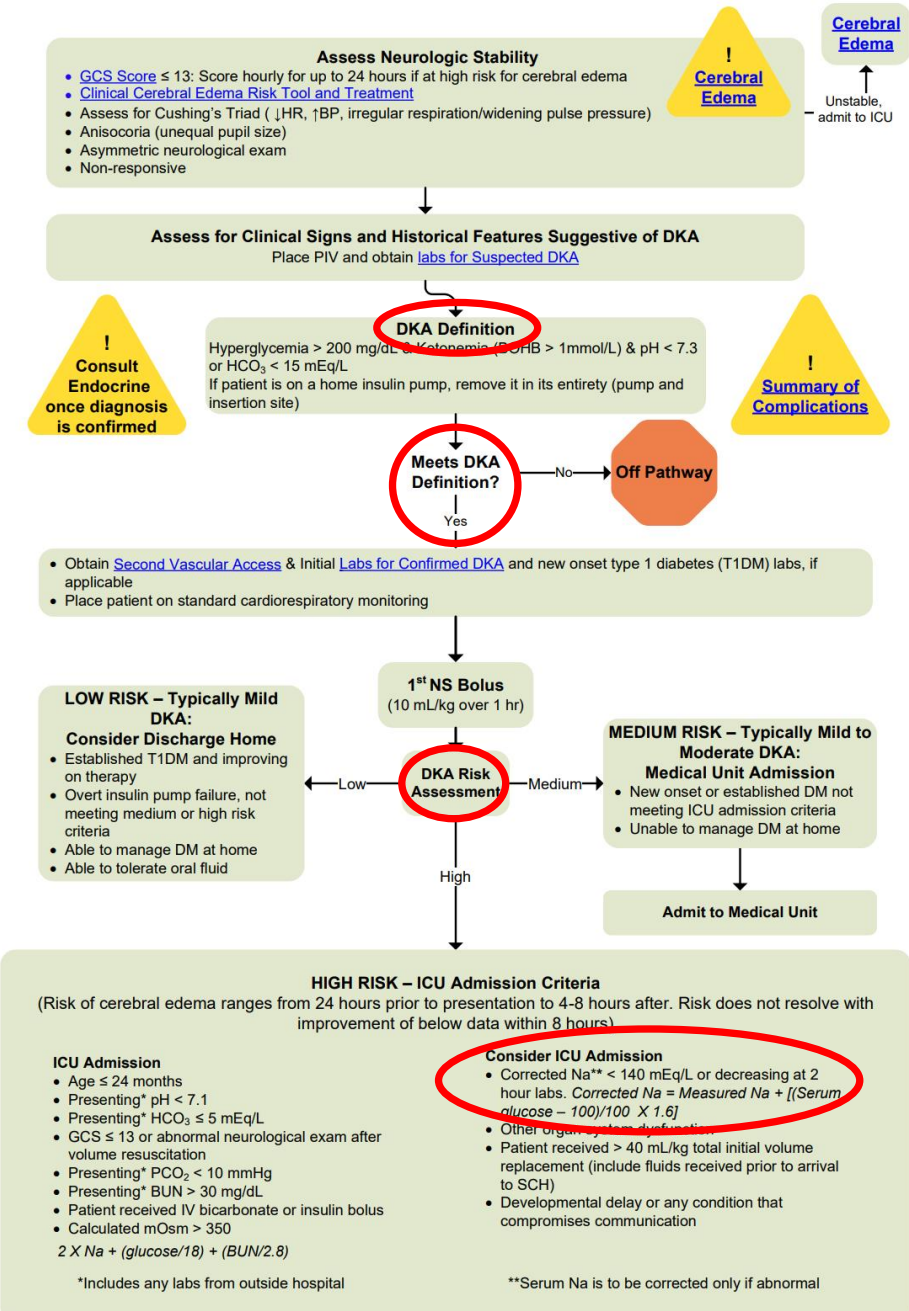 Cerebral
Edema
Assess Neurologic Stability
• GCS Score ≤ 13: Score hourly for up to 24 hours if at high risk for cerebral edema
• Clinical Cerebral Edema Risk Tool and Treatment
• Assess for Cushing's Triad ( ↓HR, ↑BP, irregular respiration/widening pulse pressure)
• Anisocoria (unequal pupil size)
• Asymmetric neurological exam
• Non-responsive
!
Cerebral
Edema
Unstable,
admit to ICU
Assess for Clinical Signs and Historical Features Suggestive of DKA
Place PIV and obtain labs for Suspected DKA
!
Consult
Endocrine
once diagnosis
is confirmed
DKA Definition
Hyperglycemia > 200 mg/dL & Ketonemia (BOHB > 1mmol/L) & pH < 7.3
or HCO₃ < 15 mEq/L
If patient is on a home insulin pump, remove it in its entirety (pump and
insertion site)
!
Summary of
Complications
Meets DKA
Definition?
No
Off Pathway
Yes
• Obtain Second Vascular Access & Initial Labs for Confirmed DKA and new onset type 1 diabetes (T1DM) labs, if
applicable
• Place patient on standard cardiorespiratory monitoring
1st NS Bolus
(10 mL/kg over 1 hr)
LOW RISK – Typically Mild
DKA:
Consider Discharge Home
• Established T1DM and improving
on therapy
• Overt insulin pump failure, not
meeting medium or high risk
criteria
• Able to manage DM at home
• Able to tolerate oral fluid
Low
DKA Risk
Assessment
Medium
MEDIUM RISK – Typically Mild to
Moderate DKA:
Medical Unit Admission
• New onset or established DM not
meeting ICU admission criteria
• Unable to manage DM at home
Admit to Medical Unit
High
HIGH RISK – ICU Admission Criteria
(Risk of cerebral edema ranges from 24 hours prior to presentation to 4-8 hours after. Risk does not resolve with
improvement of below data within 8 hours)
ICU Admission
• Age ≤ 24 months
• Presenting* pH < 7.1
• Presenting* HCO₃ ≤ 5 mEq/L
• GCS ≤ 13 or abnormal neurological exam after
volume resuscitation
• Presenting* PCO₂ < 10 mmHg
• Presenting* BUN > 30 mg/dL
• Patient received IV bicarbonate or insulin bolus
• Calculated mOsm > 350
2 X Na + (glucose/18) + (BUN/2.8)
*Includes any labs from outside hospital
Consider ICU Admission
• Corrected Na** < 140 mEq/L or decreasing at 2
hour labs. Corrected Na = Measured Na + [(Serum
glucose – 100)/100 X 1.6]
• Other organ system dysfunction
• Patient received > 40 mL/kg total initial volume
replacement (include fluids received prior to arrival
to SCH)
• Developmental delay or any condition that
compromises communication
**Serum Na is to be corrected only if abnormal